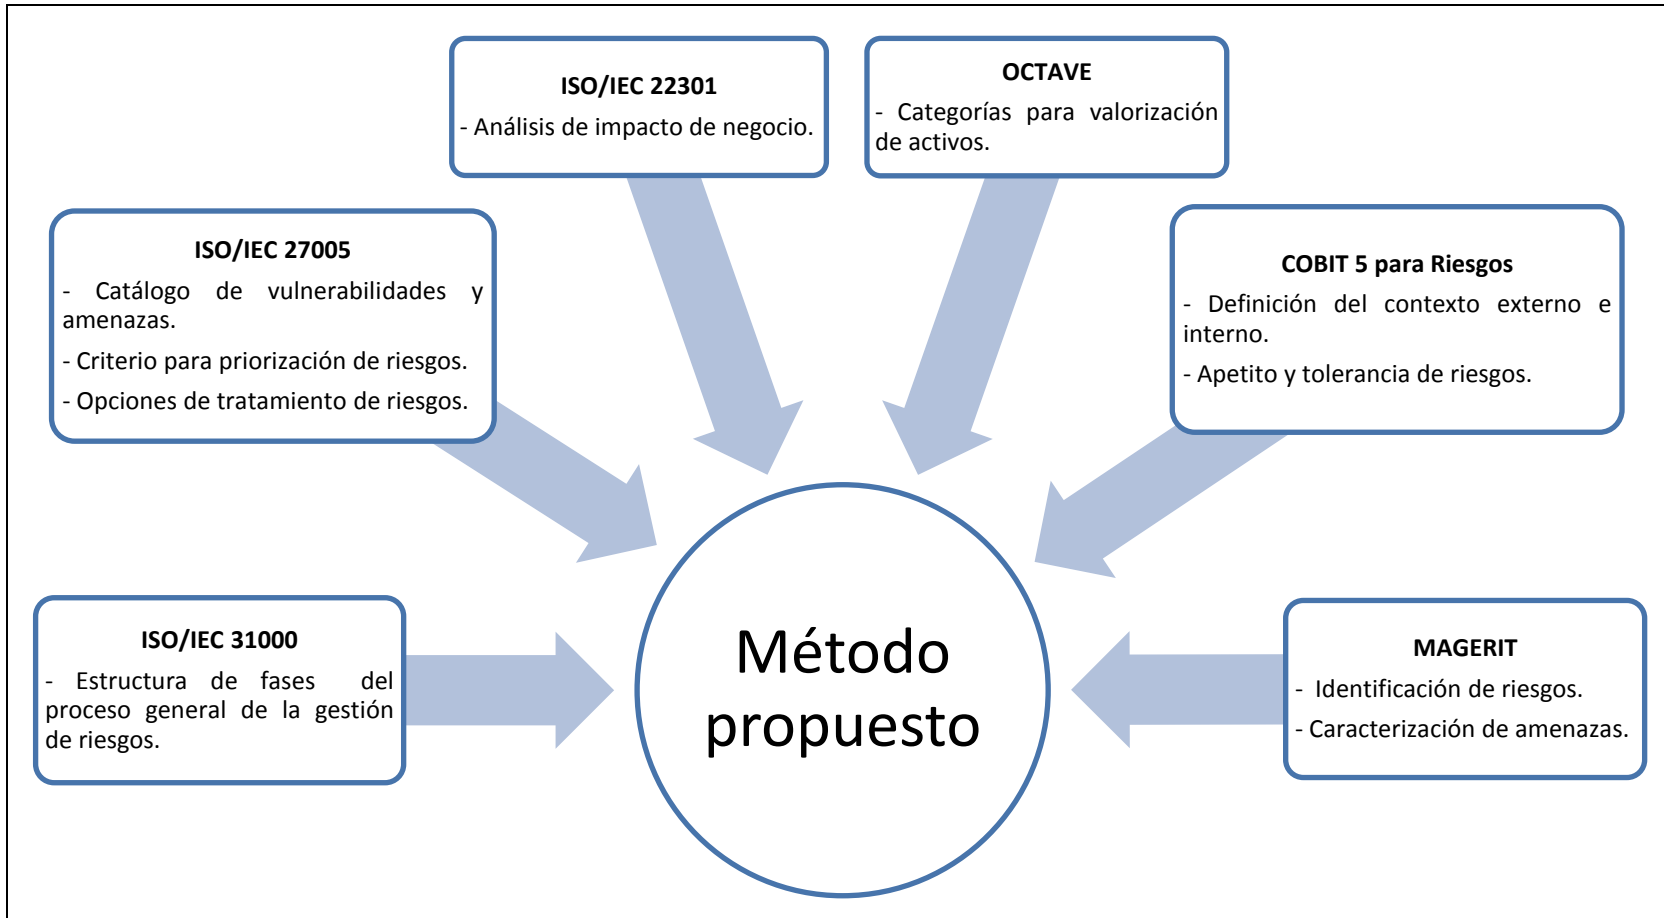 ISO/IEC 22301
- Análisis de impacto de negocio.
OCTAVE
- Categorías para valorización
de activos.
ISO/IEC 27005
- Catálogo de vulnerabilidades y
amenazas.
- Criterio para priorización de riesgos.
- Opciones de tratamiento de riesgos.
COBIT 5 para Riesgos
- Definición del contexto externo e
interno.
- Apetito y tolerancia de riesgos.
ISO/IEC 31000
- Estructura de fases del
proceso general de la gestión
de riesgos.
Método
propuesto
MAGERIT
- Identificación de riesgos.
- Caracterización de amenazas.